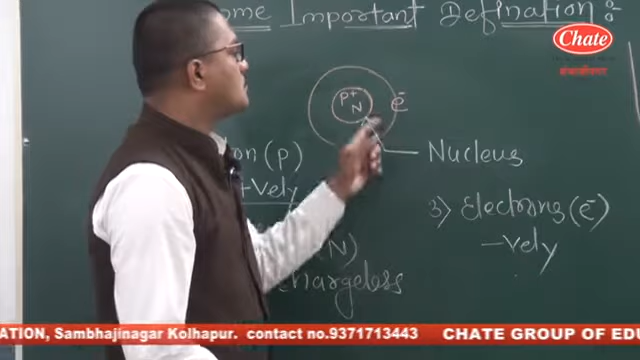 ome Important Defination :-
Chate
P+
N
e-
on (P)
+vely
Nucleus
3) Electrons (e-)
-vely
(N)
chargeless
ATION, Sambhajinagar Kolhapur. contact no.9371713443 CHATE GROUP OF EDU